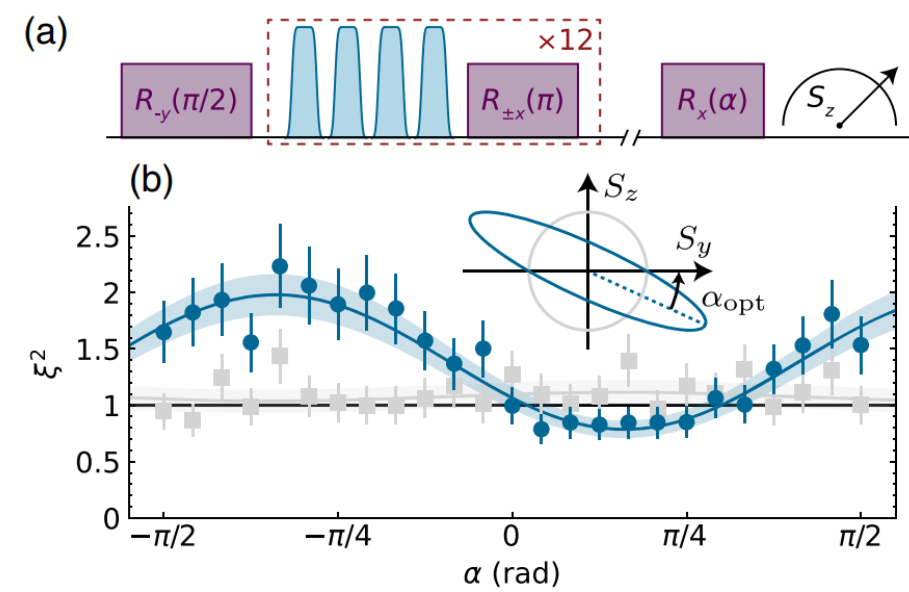 (a)
×12
R₋y(π/2)
R±x(π)
Rx(α)
Sz
(b)
Sz
Sy
αopt
2.5
2
1.5
1
0.5
0
ξ²
−π/2
−π/4
0
π/4
π/2
α (rad)